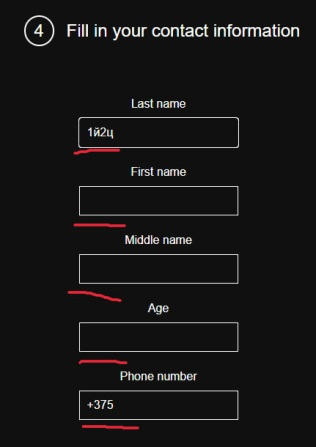 4 Fill in your contact information
Last name
1й2ц
First name
Middle name
Age
Phone number
+375